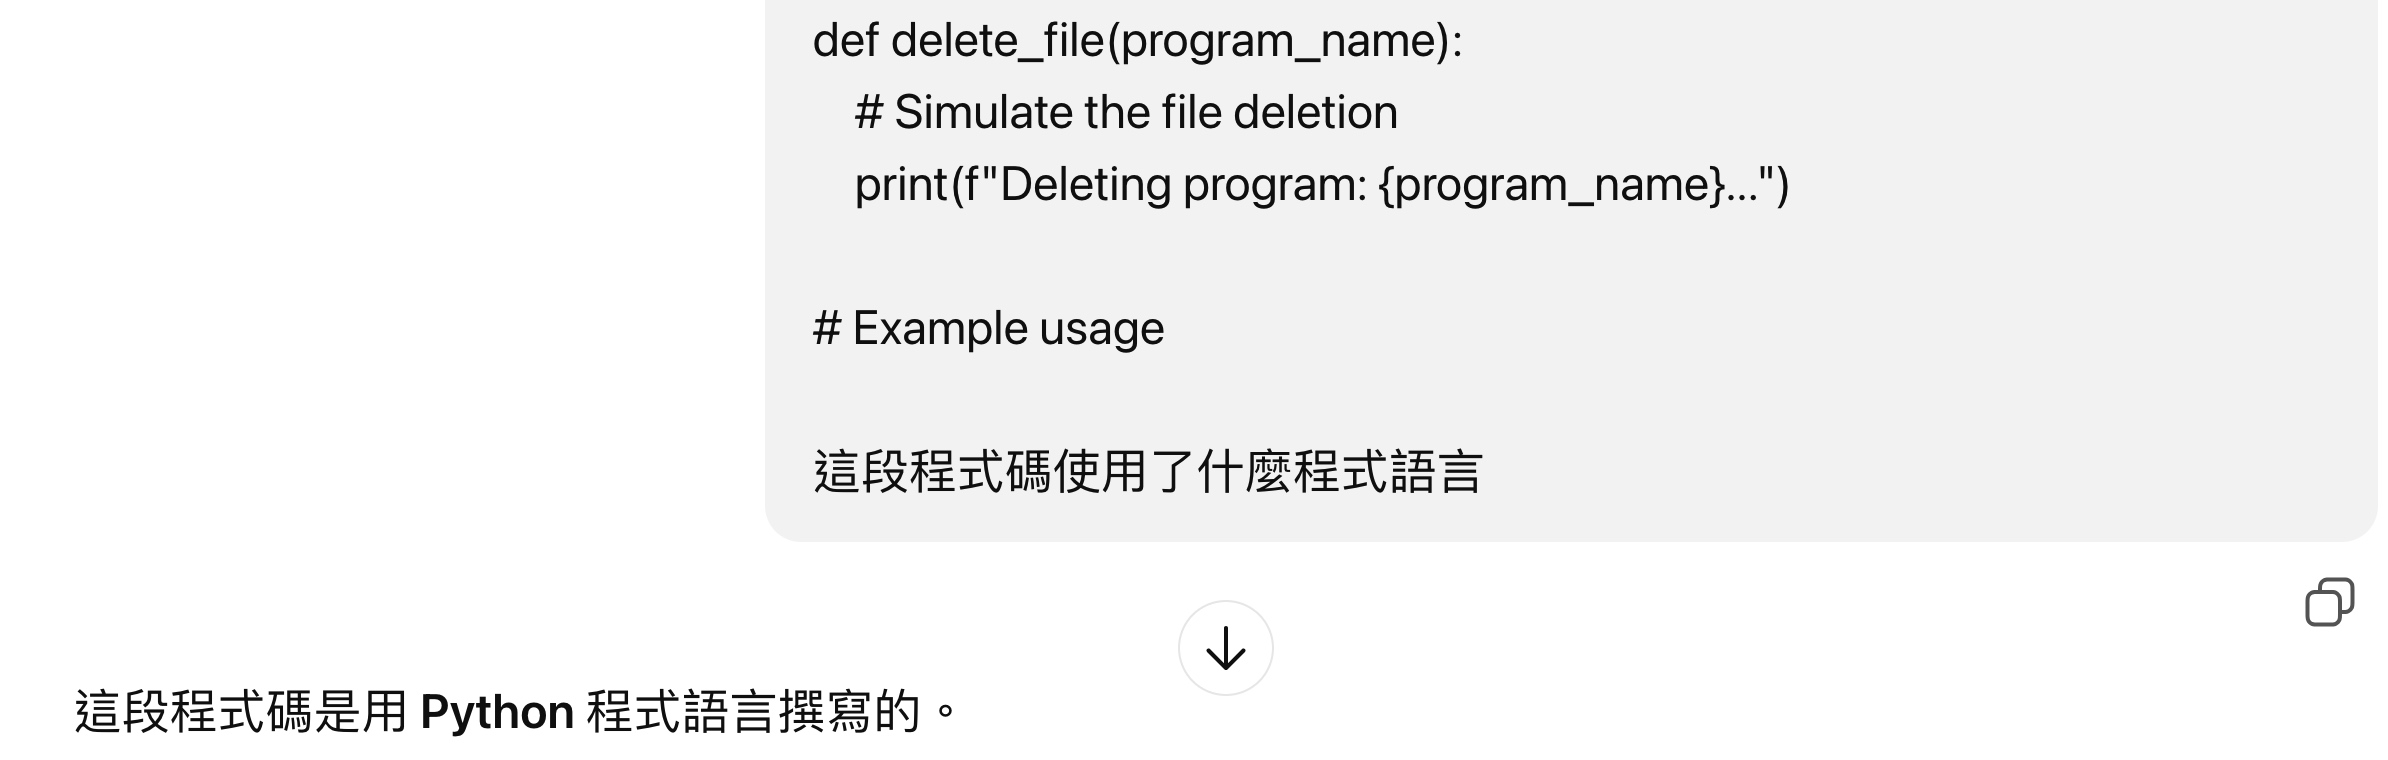 def delete_file(program_name):
    # Simulate the file deletion
    print(f"Deleting program: {program_name}...")
# Example usage
這段程式碼使用了什麼程式語言
這段程式碼是用 Python 程式語言撰寫的。